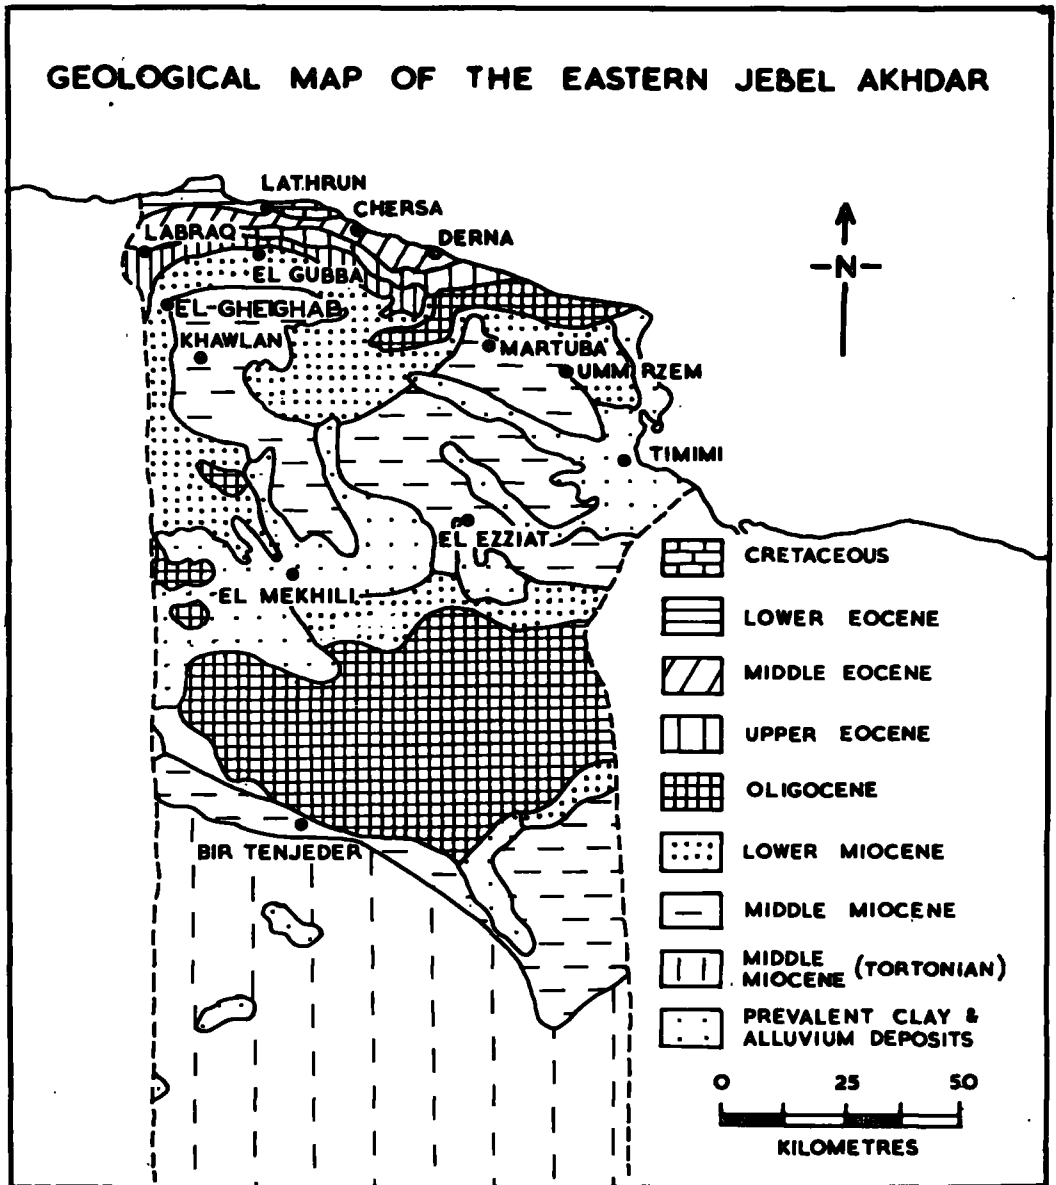 GEOLOGICAL MAP OF THE EASTERN JEBEL AKHDAR
LATHRUN
CHERSA
LABRAQ
DERNA
EL GUBBA
N
EL-GHEIGHAB
KHAWLAN
MARTUBA
UMM RZEM
TIMIMI
EL EZZIAT
EL MEKHILI
BIR TENJEDER
CRETACEOUS
LOWER EOCENE
MIDDLE EOCENE
UPPER EOCENE
OLIGOCENE
LOWER MIOCENE
MIDDLE MIOCENE
MIDDLE
MIOCENE (TORTONIAN)
PREVALENT CLAY &
ALLUVIUM DEPOSITS
0 25 50
KILOMETRES